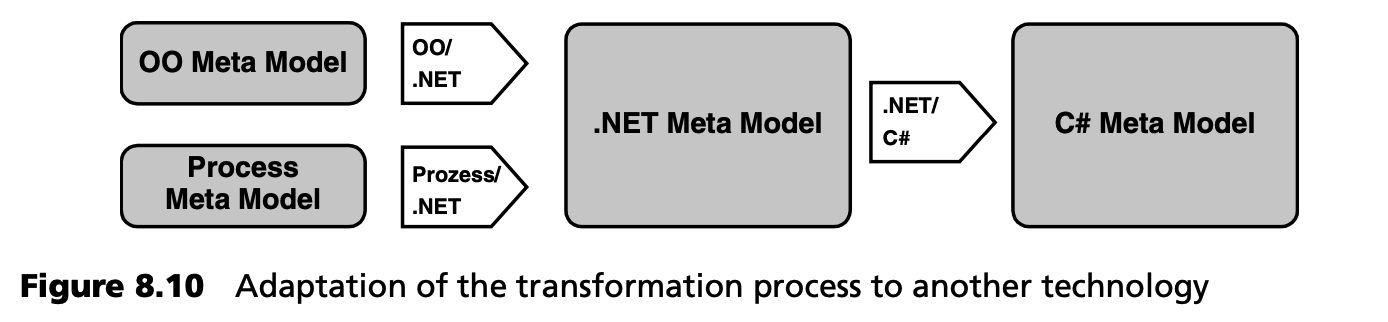 OO Meta Model
OO/
.NET
Process
Meta Model
Prozess/
.NET
.NET Meta Model
.NET/
C#
C# Meta Model
Figure 8.10 Adaptation of the transformation process to another technology